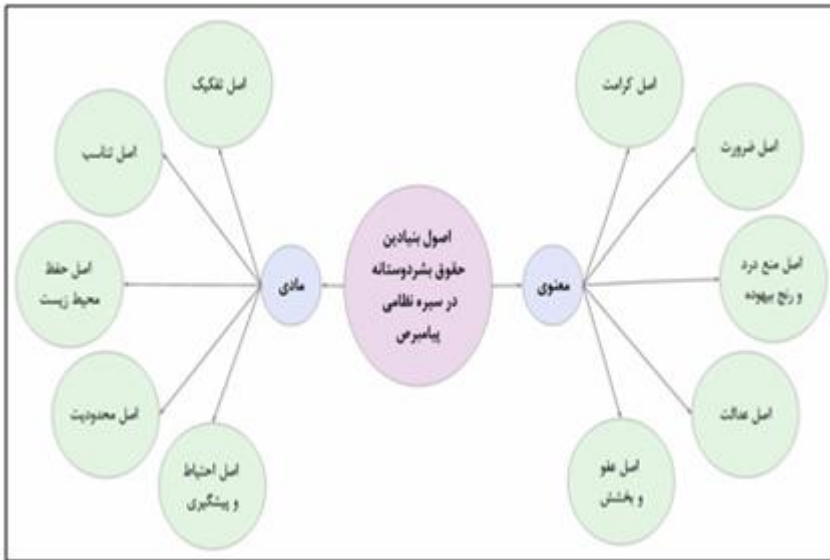 اصول بنیادین
حقوق بشردوستانه
در سیره نظامی
پیامبرص
معنوی
اصل کرامت
اصل ضرورت
اصل منع درد
و رنج بیهوده
اصل عدالت
اصل عفو
و بخشش
مادی
اصل تفکیک
اصل تناسب
اصل حفظ
محیط زیست
اصل محدودیت
اصل احتیاط
و پیشگیری